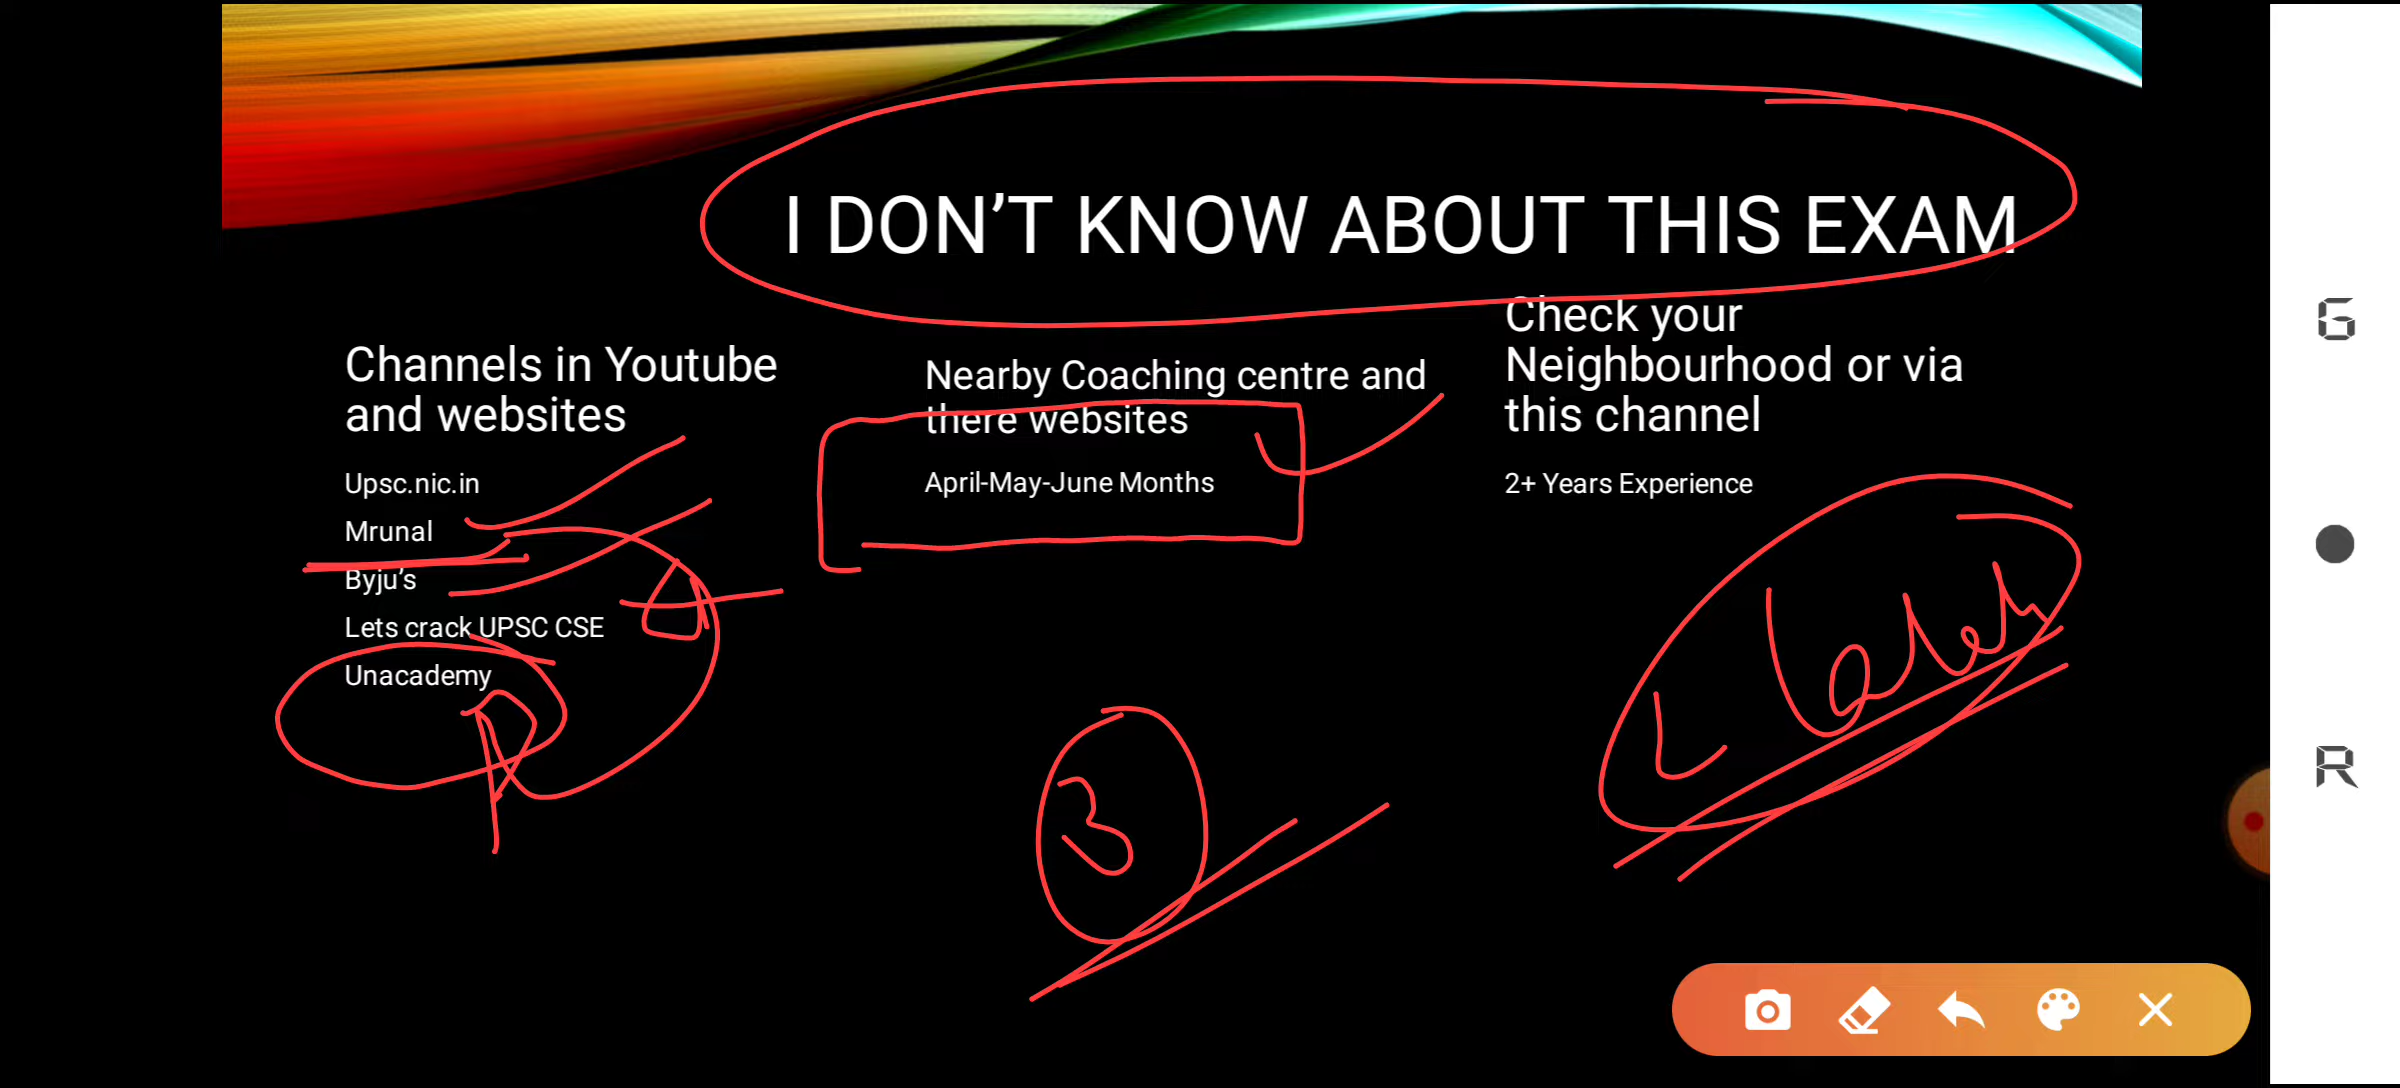 I DON’T KNOW ABOUT THIS EXAM
Channels in Youtube
and websites
Upsc.nic.in
Mrunal
Byju’s
Lets crack UPSC CSE
Unacademy
Nearby Coaching centre and
there websites
April-May-June Months
3
Check your
Neighbourhood or via
this channel
2+ Years Experience
G
R